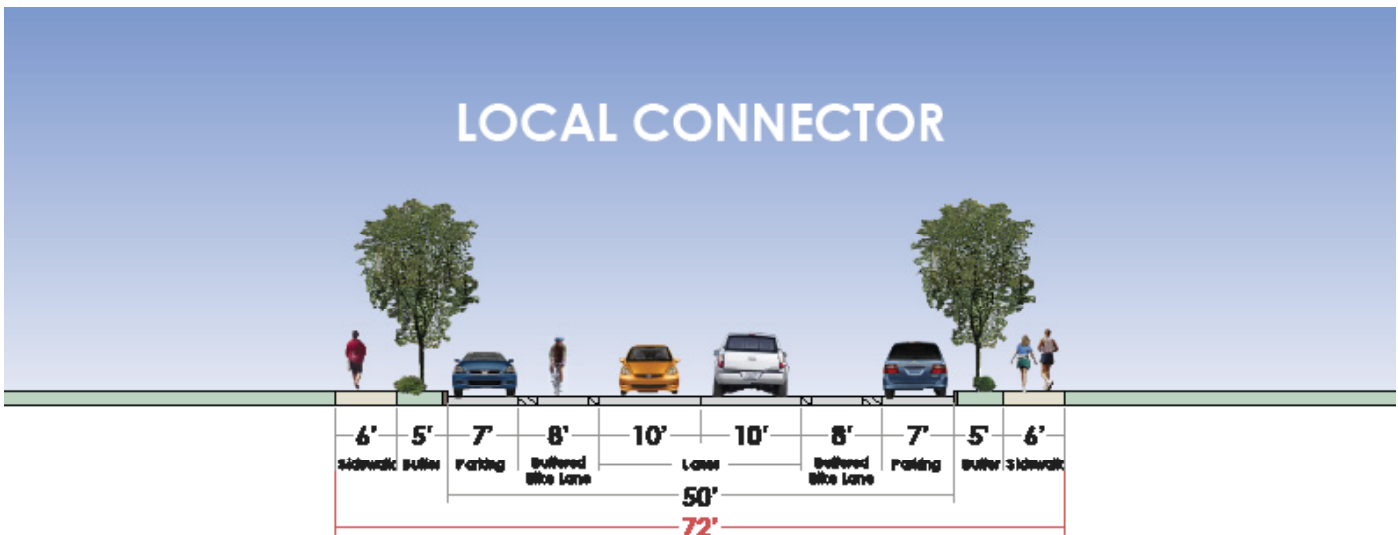 LOCAL CONNECTOR
6' 5' 7' 8' 10' 10' 8' 7' 5' 6'
Sidewalk Buffer Parking Buffered Lanes Buffered Parking Buffer Sidewalk
Bike Lane Bike Lane
50'
72'